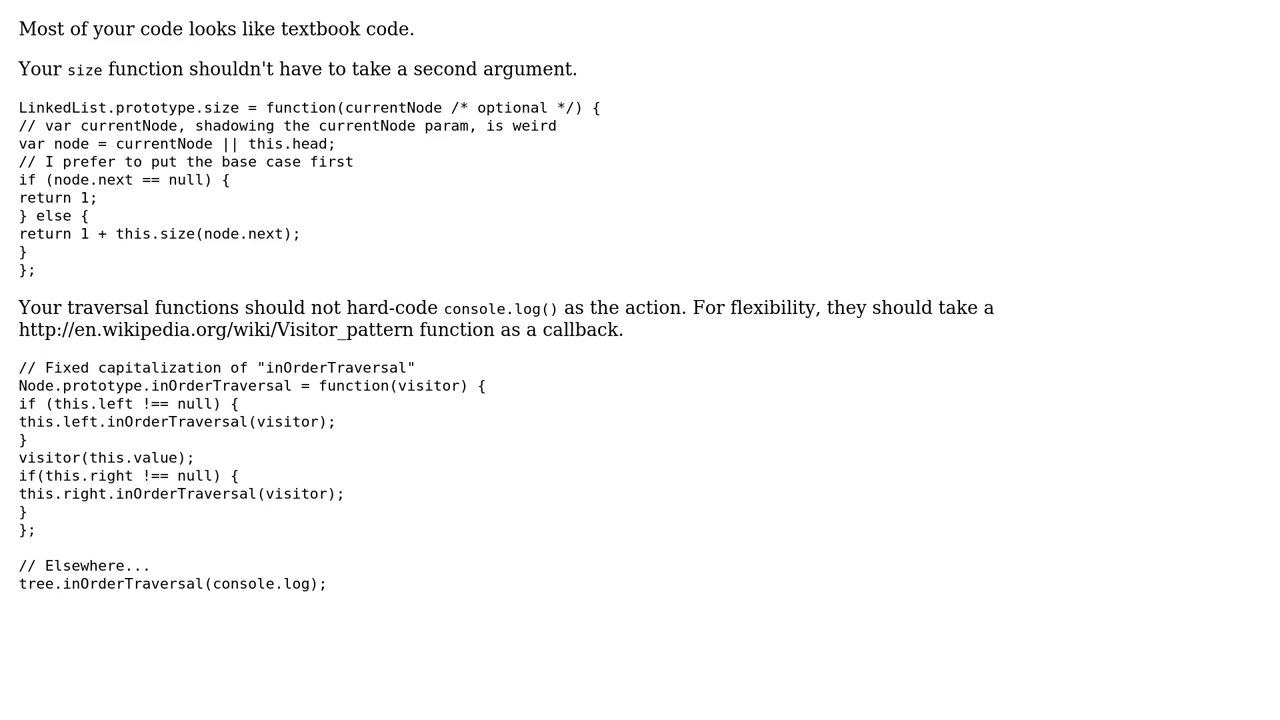 Most of your code looks like textbook code.
Your size function shouldn't have to take a second argument.
LinkedList.prototype.size = function(currentNode /* optional */) {
// var currentNode, shadowing the currentNode param, is weird
var node = currentNode || this.head;
// I prefer to put the base case first
if (node.next == null) {
return 1;
} else {
return 1 + this.size(node.next);
}
};
Your traversal functions should not hard-code console.log() as the action. For flexibility, they should take a
http://en.wikipedia.org/wiki/Visitor_pattern function as a callback.
// Fixed capitalization of "inOrderTraversal"
Node.prototype.inOrderTraversal = function(visitor) {
if (this.left !== null) {
this.left.inOrderTraversal(visitor);
}
visitor(this.value);
if(this.right !== null) {
this.right.inOrderTraversal(visitor);
}
};
// Elsewhere...
tree.inOrderTraversal(console.log);